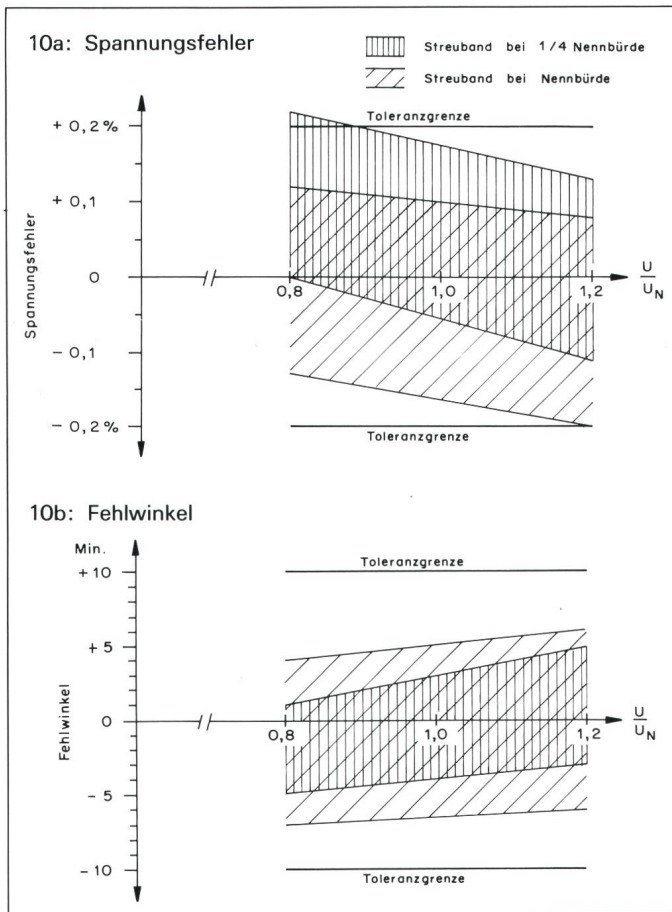 10a: Spannungsfehler
Streuband bei 1/4 Nennbürde
Streuband bei Nennbürde
Toleranzgrenze
+ 0,2%
+ 0,1
0
- 0,1
- 0,2%
Spannungsfehler
0,8
1,0
1,2
U
U_N
Toleranzgrenze
10b: Fehlwinkel
Min.
+ 10
+ 5
0
- 5
- 10
Fehlwinkel
Toleranzgrenze
0,8
1,0
1,2
U
U_N
Toleranzgrenze